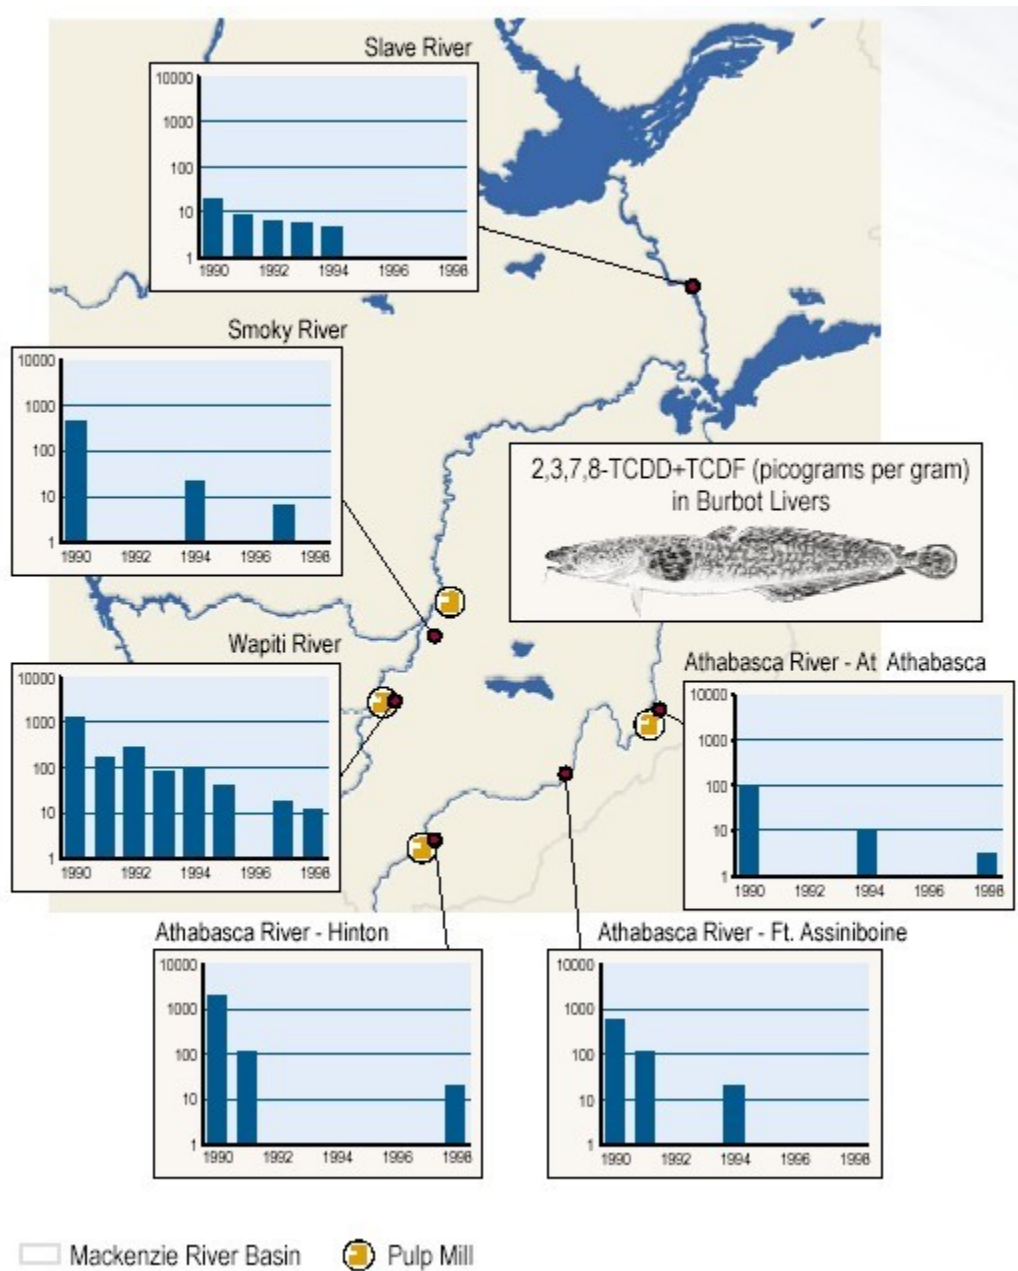 Slave River
10000
1000
100
10
1
1990 1992 1994 1996 1998
Smoky River
10000
1000
100
10
1
1990 1992 1994 1996 1998
2,3,7,8-TCDD+TCDF (picograms per gram)
in Burbot Livers
Wapiti River
10000
1000
100
10
1
1990 1992 1994 1996 1998
Athabasca River - At Athabasca
10000
1000
100
10
1
1990 1992 1994 1996 1998
Athabasca River - Hinton
10000
1000
100
10
1
1990 1992 1994 1996 1998
Athabasca River - Ft. Assiniboine
10000
1000
100
10
1
1990 1992 1994 1996 1998
Mackenzie River Basin
Pulp Mill